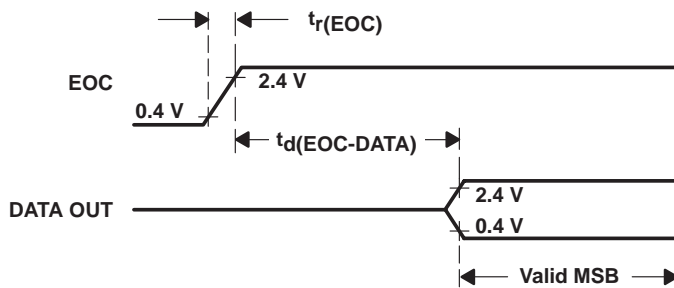 tr(EOC)
EOC
2.4 V
0.4 V
td(EOC-DATA)
2.4 V
DATA OUT
0.4 V
Valid MSB